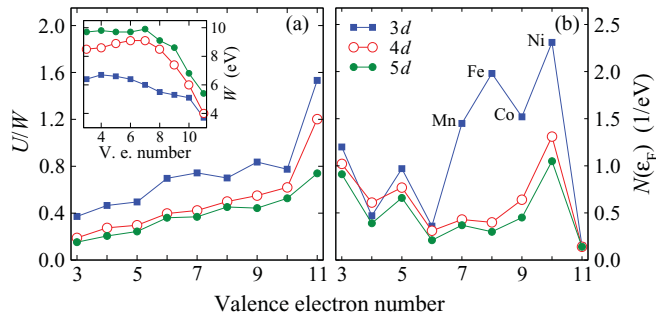 (a)
U/W
2.0
1.6
1.2
0.8
0.4
0.0
3
5
7
9
11
10
8
6
4
W (eV)
4
6
8
10
V. e. number
(b)
3d
4d
5d
Mn
Fe
Co
Ni
2.5
2.0
1.5
1.0
0.5
0.0
N(ε_F) (1/eV)
3
5
7
9
11
Valence electron number